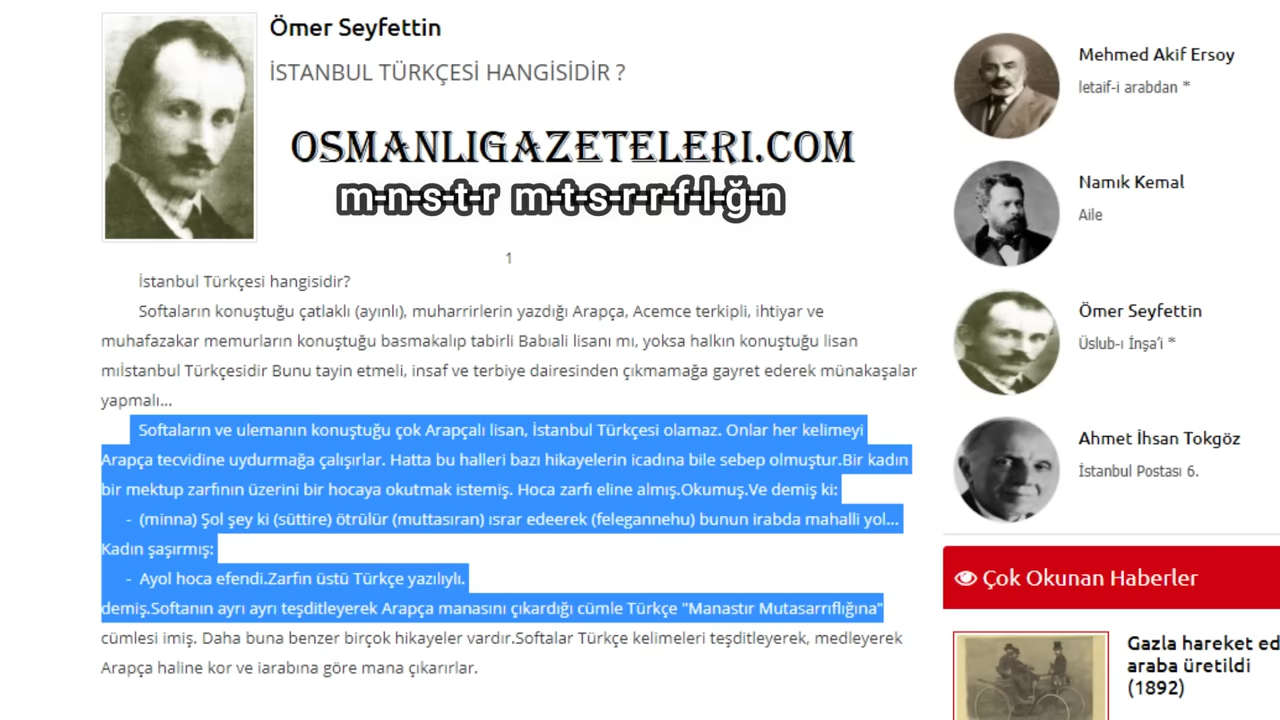 Ömer Seyfettin
İSTANBUL TÜRKÇESİ HANGİSİDİR ?
OSMANLIGAZETELERI.COM
m-n-s-t-r m-t-s-r-r-f-l-ğ-n
1
İstanbul Türkçesi hangisidir?
Softaların konuştuğu çatlaklı (ayınlı), muharrirlerin yazdığı Arapça, Acemce terkipli, ihtiyar ve
muhafazakar memurların konuştuğu basmakalıp tabirli Babıali lisanı mı, yoksa halkın konuştuğu lisan
mıİstanbul Türkçesidir Bunu tayin etmeli, insaf ve terbiye dairesinden çıkmamağa gayret ederek münakaşalar
yapmalı...
Softaların ve ulemanın konuştuğu çok Arapçalı lisan, İstanbul Türkçesi olamaz. Onlar her kelimeyi
Arapça tecvidine uydurmağa çalışırlar. Hatta bu halleri bazı hikayelerin icadına bile sebep olmuştur.Bir kadın
bir mektup zarfının üzerini bir hocaya okutmak istemiş. Hoca zarfı eline almış.Okumuş.Ve demiş ki:
- (minna) Şol şey ki (süttire) ötrülür (muttasıran) ısrar edeerek (felegannehu) bunun irabda mahalli yol...
Kadın şaşırmış:
- Ayol hoca efendi.Zarfın üstü Türkçe yazılıylı.
demiş.Softanın ayrı ayrı teşditleyerek Arapça manasını çıkardığı cümle Türkçe "Manastır Mutasarrıflığına"
cümlesi imiş. Daha buna benzer birçok hikayeler vardır.Softalar Türkçe kelimeleri teşditleyerek, medleyerek
Arapça haline kor ve iarabına göre mana çıkarırlar.
Mehmed Akif Ersoy
letaif-i arabdan *
Namık Kemal
Aile
Ömer Seyfettin
Üslub-ı İnşa'i *
Ahmet İhsan Tokgöz
İstanbul Postası 6.
Çok Okunan Haberler
Gazla hareket ed
araba üretildi
(1892)